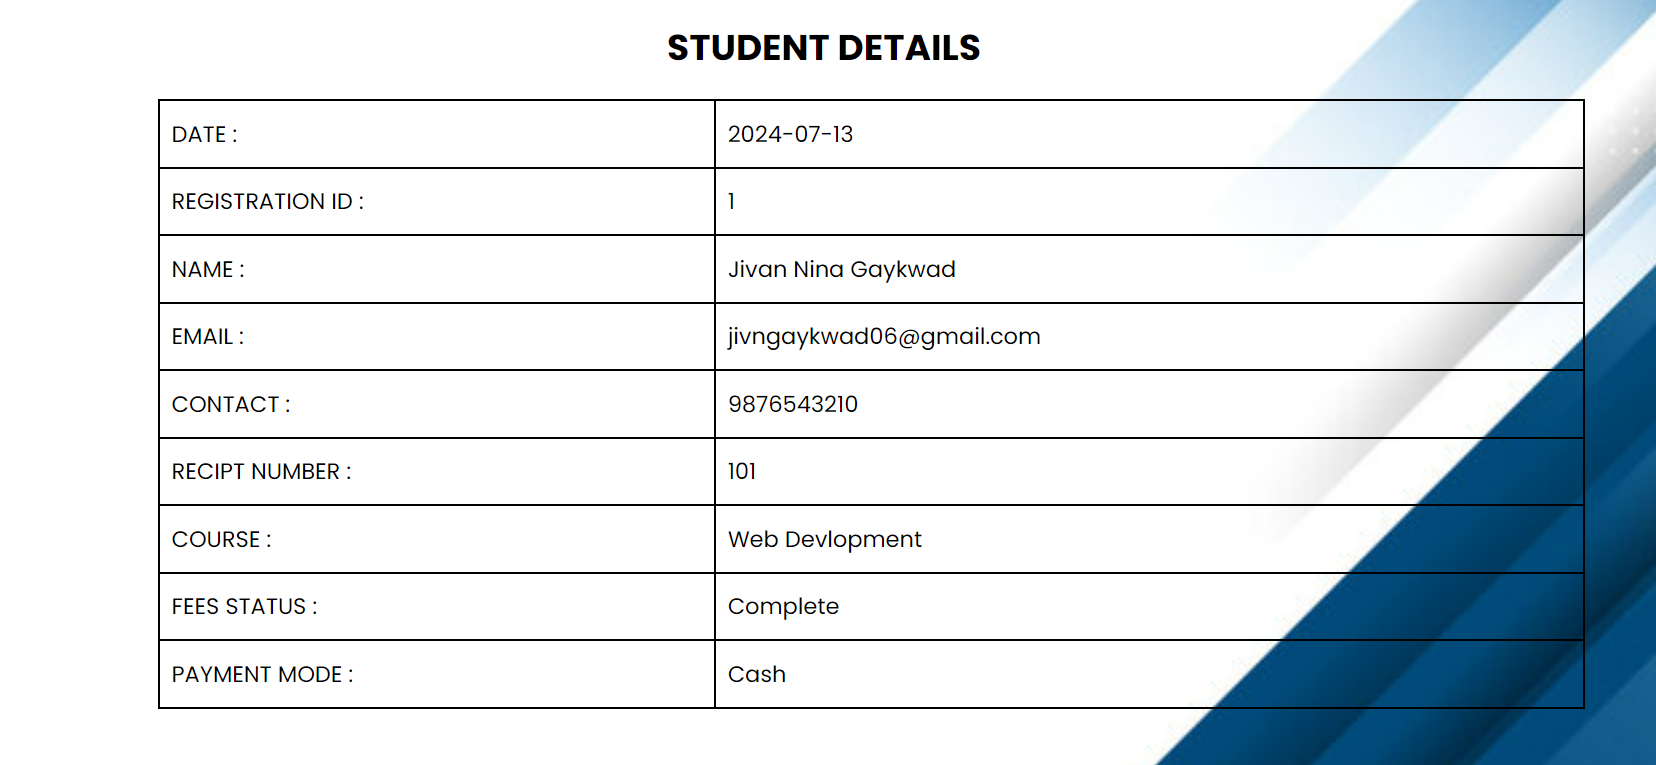 STUDENT DETAILS
DATE : 2024-07-13
REGISTRATION ID : 1
NAME : Jivan Nina Gaykwad
EMAIL : jivngaykwad06@gmail.com
CONTACT : 9876543210
RECIPT NUMBER : 101
COURSE : Web Devlopment
FEES STATUS : Complete
PAYMENT MODE : Cash